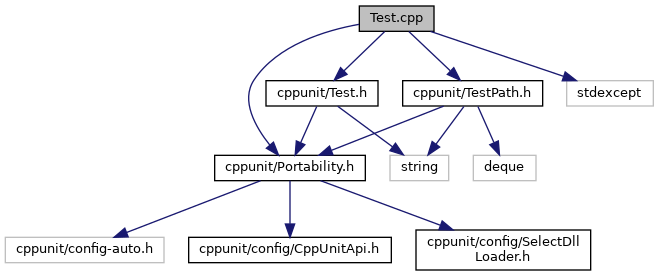 Test.cpp
cppunit/Test.h
cppunit/TestPath.h
stdexcept
cppunit/Portability.h
string
deque
cppunit/config-auto.h
cppunit/config/CppUnitApi.h
cppunit/config/SelectDll
Loader.h